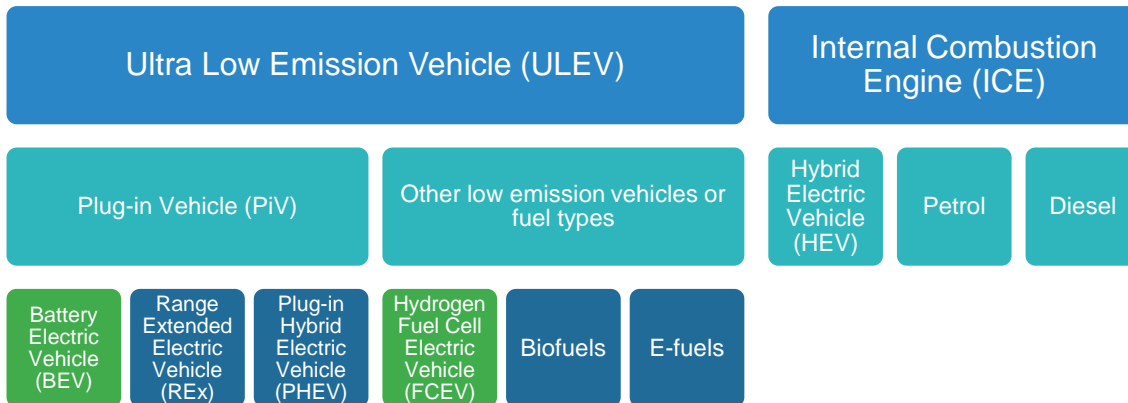 Ultra Low Emission Vehicle (ULEV)
Internal Combustion
Engine (ICE)
Plug-in Vehicle (PiV)
Other low emission vehicles or
fuel types
Hybrid
Electric
Vehicle
(HEV)
Petrol
Diesel
Battery
Electric
Vehicle
(BEV)
Range
Extended
Electric
Vehicle
(REx)
Plug-in
Hybrid
Electric
Vehicle
(PHEV)
Hydrogen
Fuel Cell
Electric
Vehicle
(FCEV)
Biofuels
E-fuels